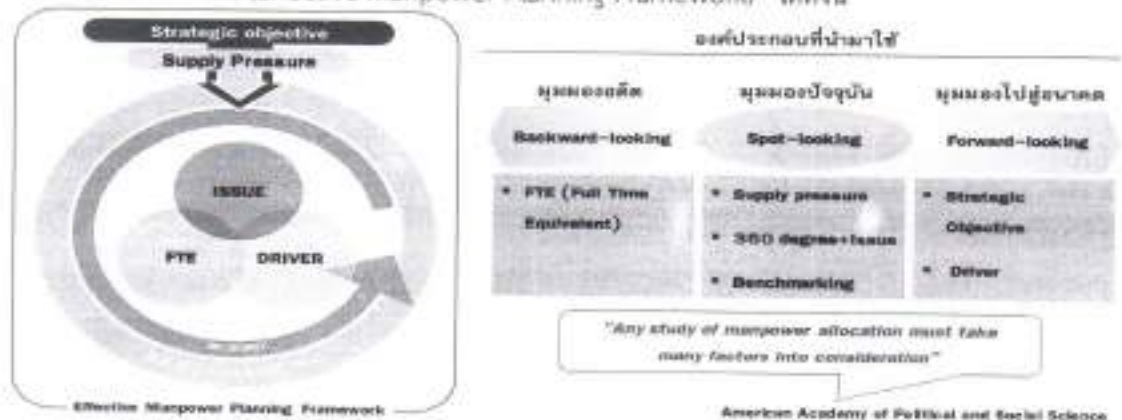 Manpower Planning Framework
Strategic objective
Supply Pressure
ISSUE
FTE
DRIVER
Effective Manpower Planning Framework
องค์ประกอบที่นำมาใช้
มุมมองอดีต
มุมมองปัจจุบัน
มุมมองไปสู่อนาคต
Backward-looking
Spot-looking
Forward-looking
• FTE (Full Time
Equivalent)
• Supply pressure
• 360 degree+Issue
• Benchmarking
• Strategic
Objective
• Driver
"Any study of manpower allocation must take
many factors into consideration"
American Academy of Political and Social Science